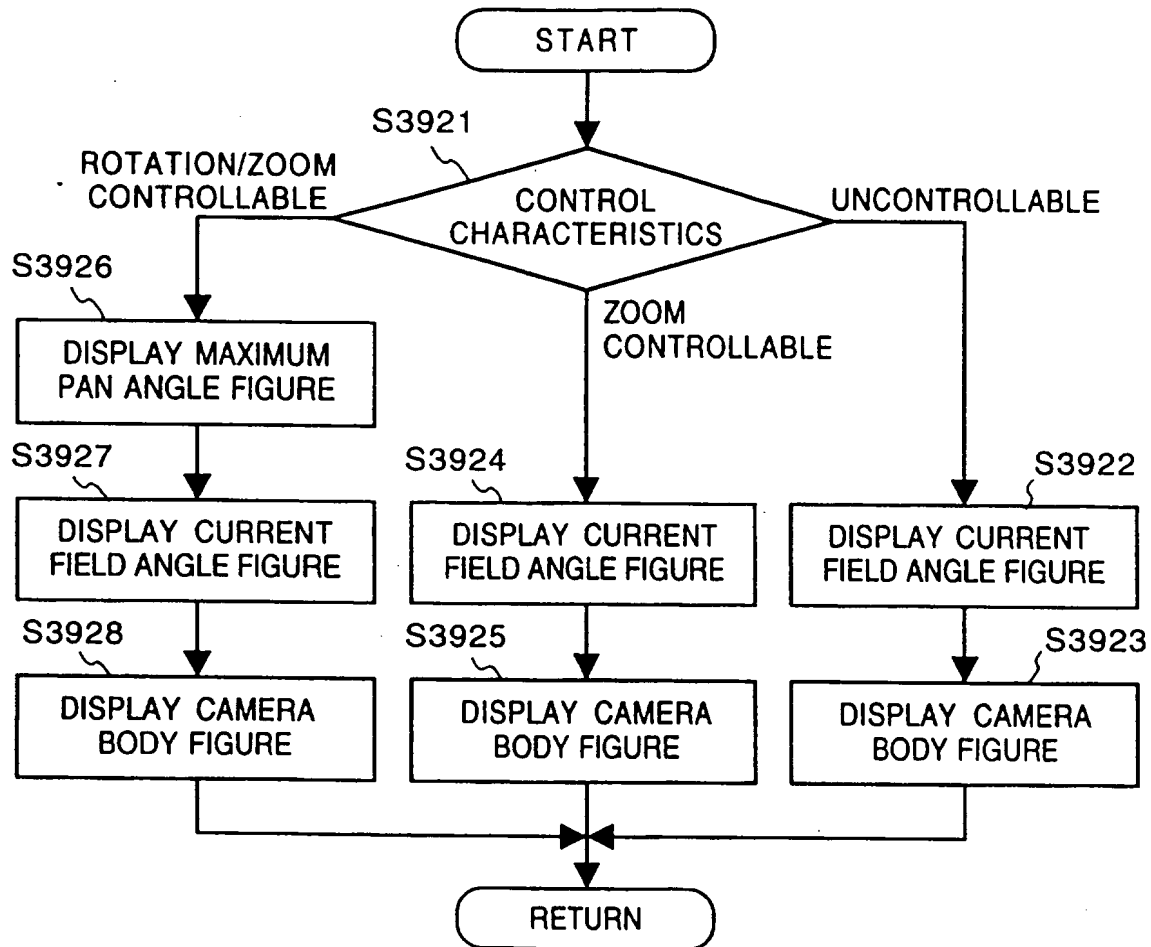 START
S3921
ROTATION/ZOOM
CONTROLLABLE
CONTROL
CHARACTERISTICS
UNCONTROLLABLE
S3926
ZOOM
CONTROLLABLE
DISPLAY MAXIMUM
PAN ANGLE FIGURE
S3927
S3924
S3922
DISPLAY CURRENT
FIELD ANGLE FIGURE
DISPLAY CURRENT
FIELD ANGLE FIGURE
DISPLAY CURRENT
FIELD ANGLE FIGURE
S3928
S3925
S3923
DISPLAY CAMERA
BODY FIGURE
DISPLAY CAMERA
BODY FIGURE
DISPLAY CAMERA
BODY FIGURE
RETURN